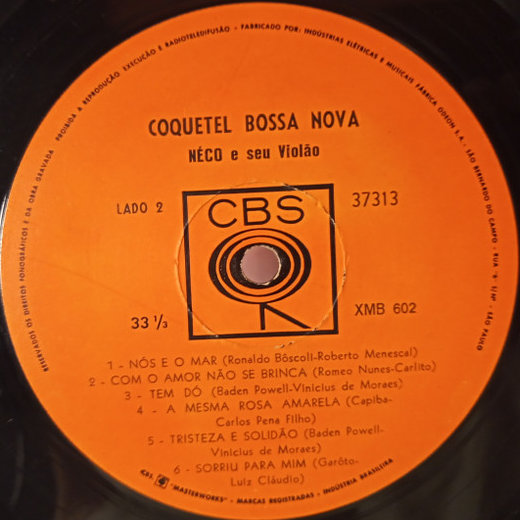 RESERVADOS OS DIREITOS FONOGRÁFICOS E DA OBRA GRAVADA - PROIBIDA A REPRODUÇÃO, EXECUÇÃO E RADIOTELEDIFUSÃO - FABRICADO POR: INDÚSTRIAS ELÉTRICAS E MUSICAIS, FÁBRICA ODEON S.A. - SÃO BERNARDO DO CAMPO - RUA S/Nº - SÃO PAULO
COQUETEL BOSSA NOVA
NÉCO e seu Violão
LADO 2
CBS
37313
33 1/3
XMB 602
1 - NÓS E O MAR (Ronaldo Bôscoli-Roberto Menescal)
2 - COM O AMOR NÃO SE BRINCA (Romeo Nunes-Carlito)
3 - TEM DÓ (Baden Powell-Vinicius de Moraes)
4 - A MESMA ROSA AMARELA (Capiba-
Carlos Pena Filho)
5 - TRISTEZA E SOLIDÃO (Baden Powell-
Vinicius de Moraes)
6 - SORRIU PARA MIM (Garôto-
Luiz Cláudio)
CBS, "MASTERWORKS" - MARCAS REGISTRADAS - INDÚSTRIA BRASILEIRA